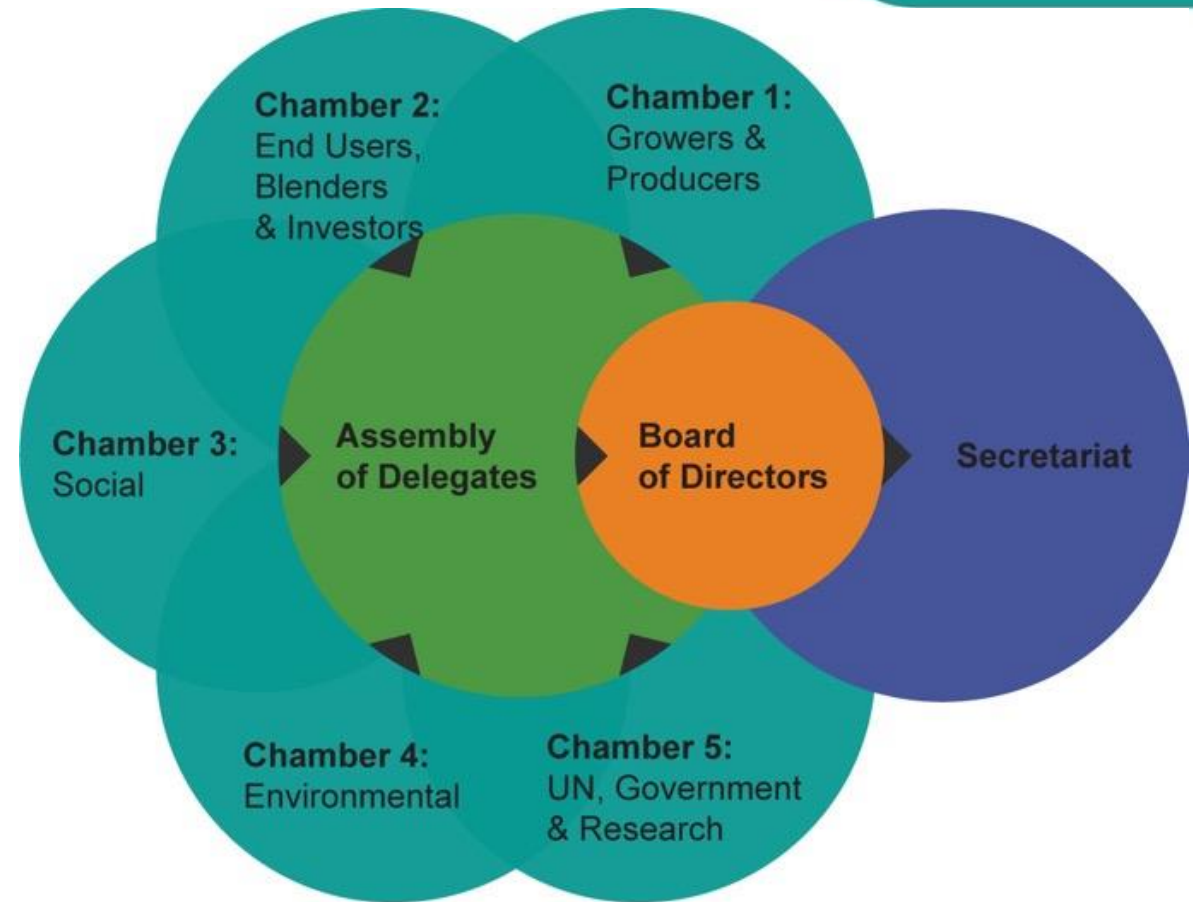 Chamber 2:
End Users,
Blenders
& Investors
Chamber 1:
Growers &
Producers
Chamber 3:
Social
Assembly
of Delegates
Board
of Directors
Secretariat
Chamber 4:
Environmental
Chamber 5:
UN, Government
& Research